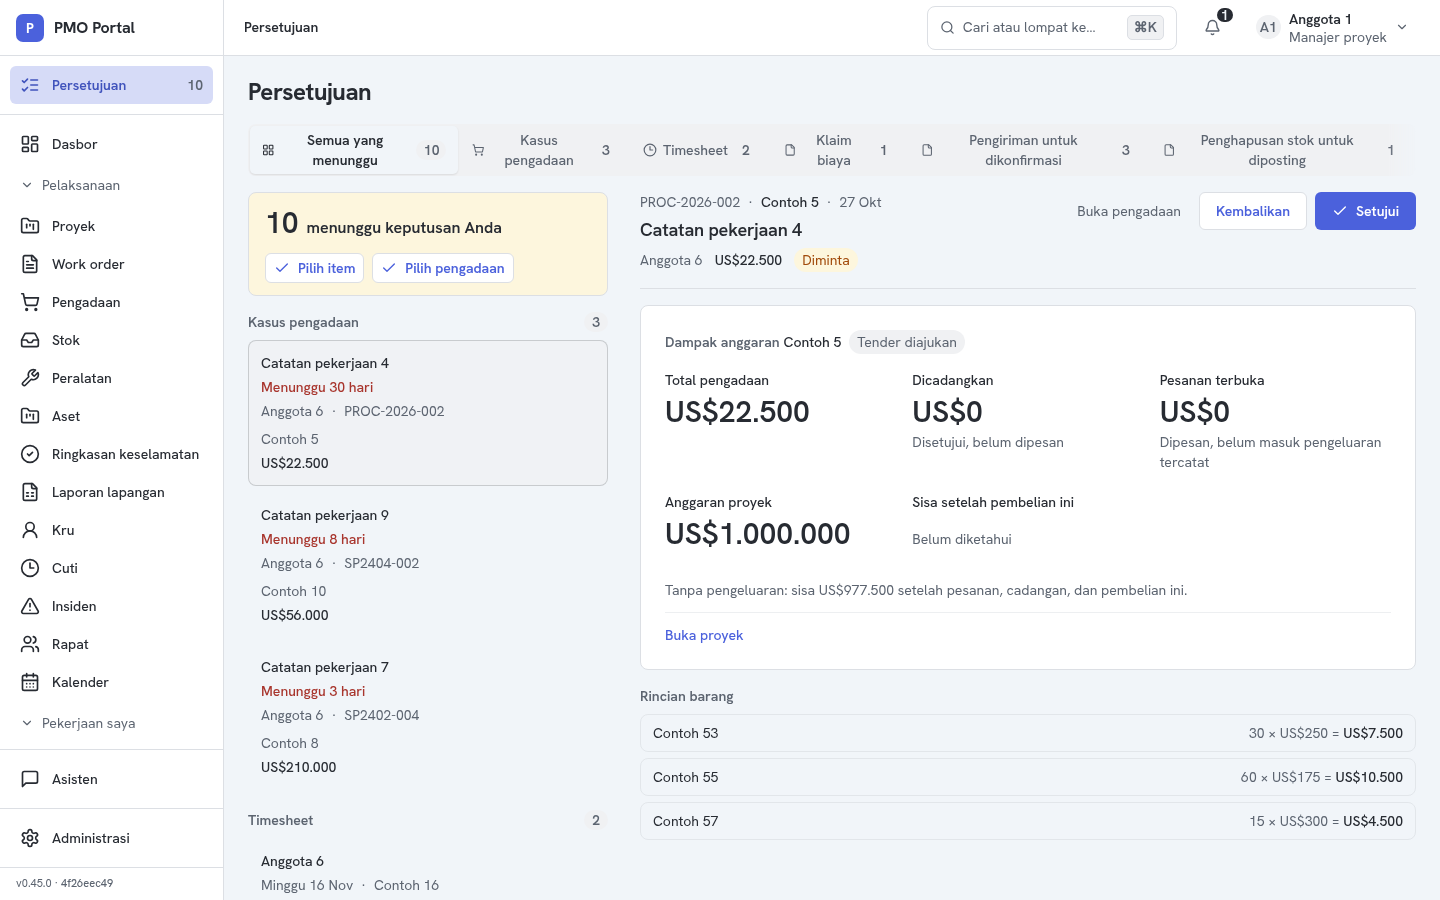 P PMO Portal
Persetujuan 10
Dasbor
Pelaksanaan
Proyek
Work order
Pengadaan
Stok
Peralatan
Aset
Ringkasan keselamatan
Laporan lapangan
Kru
Cuti
Insiden
Rapat
Kalender
Pekerjaan saya
Asisten
Administrasi
v0.45.0 · 4f26eec49
Persetujuan
Cari atau lompat ke... ⌘K
1
A1
Anggota 1
Manajer proyek
Persetujuan
Semua yang menunggu 10
Kasus pengadaan 3
Timesheet 2
Klaim biaya 1
Pengiriman untuk dikonfirmasi 3
Penghapusan stok untuk diposting 1
10 menunggu keputusan Anda
Pilih item
Pilih pengadaan
Kasus pengadaan 3
Catatan pekerjaan 4
Menunggu 30 hari
Anggota 6 · PROC-2026-002
Contoh 5
US$22.500
Catatan pekerjaan 9
Menunggu 8 hari
Anggota 6 · SP2404-002
Contoh 10
US$56.000
Catatan pekerjaan 7
Menunggu 3 hari
Anggota 6 · SP2402-004
Contoh 8
US$210.000
Timesheet 2
Anggota 6
Minggu 16 Nov · Contoh 16
PROC-2026-002 · Contoh 5 · 27 Okt
Catatan pekerjaan 4
Anggota 6 US$22.500 Diminta
Buka pengadaan
Kembalikan
Setujui
Dampak anggaran Contoh 5 Tender diajukan
Total pengadaan
US$22.500
Dicadangkan
US$0
Disetujui, belum dipesan
Pesanan terbuka
US$0
Dipesan, belum masuk pengeluaran
tercatat
Anggaran proyek
US$1.000.000
Sisa setelah pembelian ini
Belum diketahui
Tanpa pengeluaran: sisa US$977.500 setelah pesanan, cadangan, dan pembelian ini.
Buka proyek
Rincian barang
Contoh 53 30 × US$250 = US$7.500
Contoh 55 60 × US$175 = US$10.500
Contoh 57 15 × US$300 = US$4.500